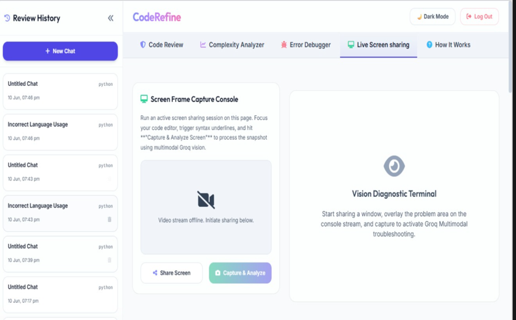 Review History
CodeRefine
Dark Mode
Log Out
+ New Chat
Code Review
Complexity Analyzer
Error Debugger
Live Screen sharing
How It Works
Untitled Chat
python
10 Jun, 07:48 pm
Incorrect Language Usage
python
10 Jun, 07:46 pm
Untitled Chat
python
10 Jun, 07:43 pm
Incorrect Language Usage
python
10 Jun, 07:43 pm
Untitled Chat
python
10 Jun, 07:39 pm
Untitled Chat
python
10 Jun, 07:17 pm
Screen Frame Capture Console
Run an active screen sharing session on this page. Focus
your code editor, trigger syntax underlines, and hit
**"Capture & Analyze Screen"** to process the snapshot
using multimodal Groq vision.
Video stream offline. Initiate sharing below.
Share Screen
Capture & Analyze
Vision Diagnostic Terminal
Start sharing a window, overlay the problem area on the
console stream, and capture to activate Groq Multimodal
troubleshooting.